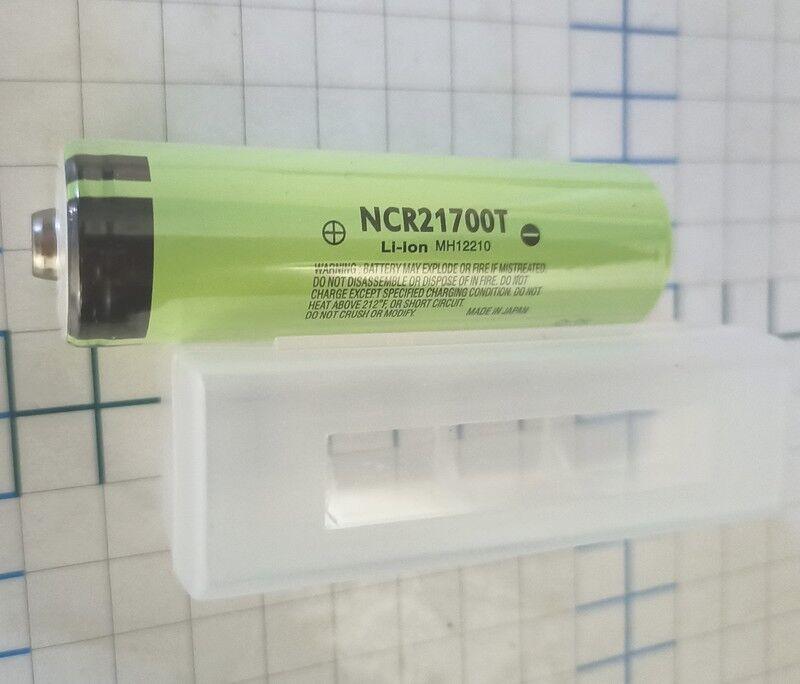 NCR21700T
Li-Ion MH12210
WARNING : BATTERY MAY EXPLODE OR FIRE IF MISTREATED.
DO NOT DISASSEMBLE OR DISPOSE OF IN FIRE. DO NOT
CHARGE EXCEPT SPECIFIED CHARGING CONDITION. DO NOT
HEAT ABOVE 212°F, OR SHORT CIRCUIT.
DO NOT CRUSH OR MODIFY. MADE IN JAPAN